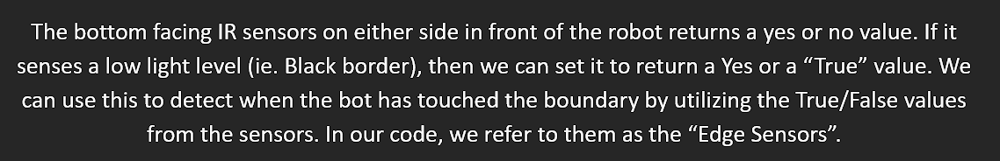 The bottom facing IR sensors on either side in front of the robot returns a yes or no value. If it
senses a low light level (ie. Black border), then we can set it to return a Yes or a “True” value. We
can use this to detect when the bot has touched the boundary by utilizing the True/False values
from the sensors. In our code, we refer to them as the “Edge Sensors”.